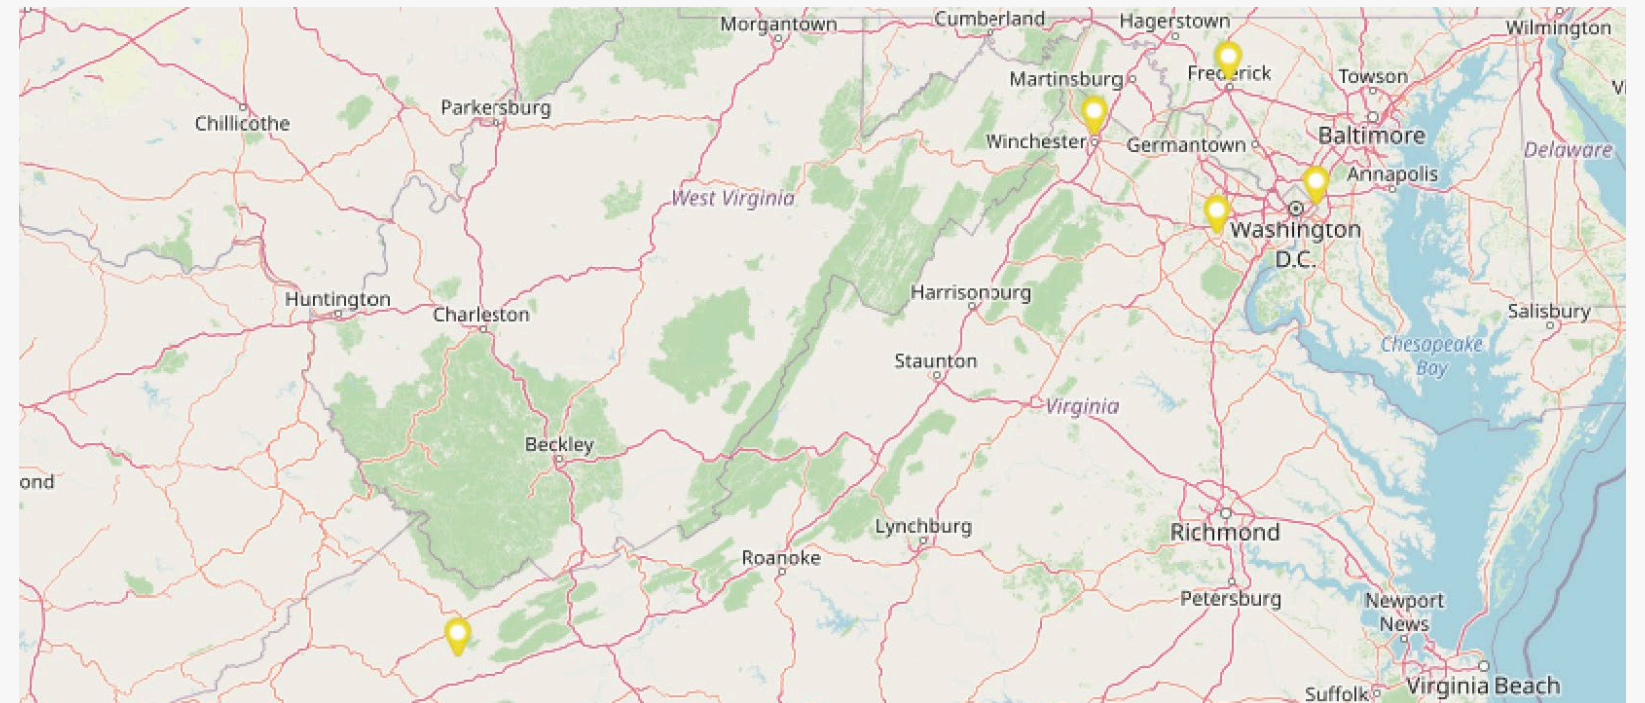 Morgantown
Cumberland
Hagerstown
Wilmington
Martinsburg
Frederick
Towson
Parkersburg
Chillicothe
Winchester
Germantown
Baltimore
Delaware
Annapolis
West Virginia
Washington
D.C.
Huntington
Harrisonburg
Charleston
Salisbury
Chesapeake
Bay
Staunton
Virginia
Beckley
ond
Lynchburg
Richmond
Roanoke
Petersburg
Newport
News
Suffolk
Virginia Beach